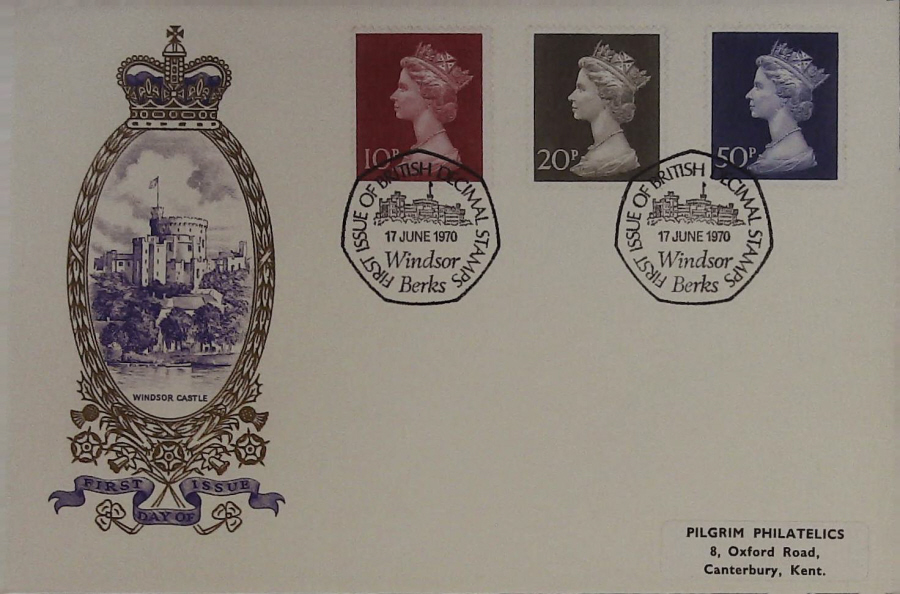 10P
20P
50P
FIRST ISSUE OF BRITISH DECIMAL STAMPS
17 JUNE 1970
Windsor
Berks
FIRST ISSUE OF BRITISH DECIMAL STAMPS
17 JUNE 1970
Windsor
Berks
WINDSOR CASTLE
FIRST DAY OF ISSUE
PILGRIM PHILATELICS
8, Oxford Road,
Canterbury, Kent.